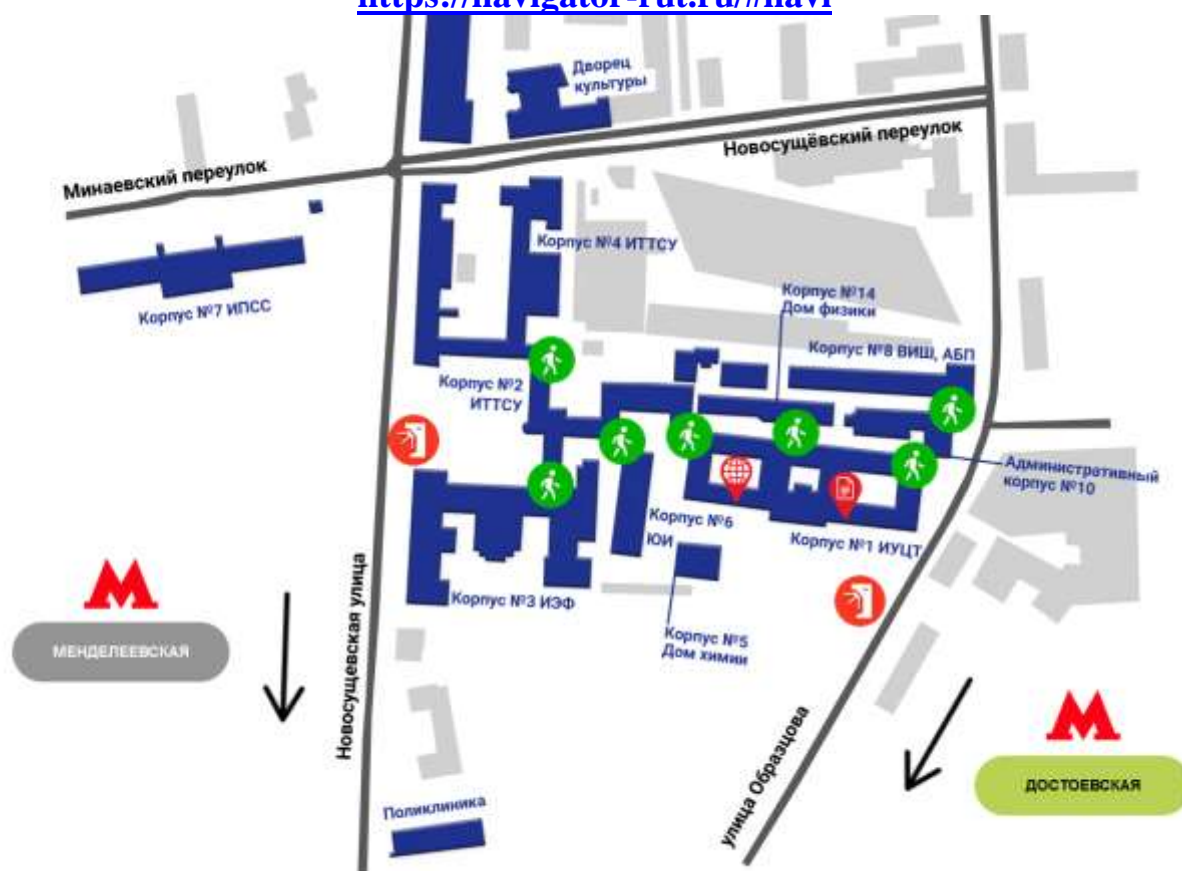 https://navigator-rut.ru/#navi
Дворец
культуры
Новосущёвский переулок
Минаевский переулок
Корпус №4 ИТТСУ
Корпус №7 ИПСС
Корпус №14
Дом физики
Корпус №8 ВИШ, АБП
Корпус №2
ИТТСУ
Административный
корпус №10
Корпус №6
ЮИ
Корпус №1 ИУЦТ
Корпус №3 ИЭФ
Корпус №5
Дом химии
М
МЕНДЕЛЕЕВСКАЯ
Новосущевская улица
улица Образцова
М
ДОСТОЕВСКАЯ
Поликлиника